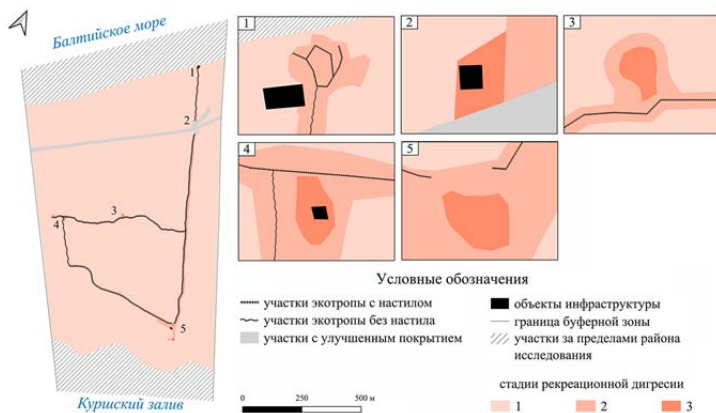 Балтийское море
1
2
3
4
5
Куршский залив
1
2
3
4
5
Условные обозначения
участки экотропы с настилом
участки экотропы без настила
участки с улучшенным покрытием
0 250 500 м
объекты инфраструктуры
граница буферной зоны
участки за пределами района
исследования
стадии рекреационной дигрессии
1 2 3